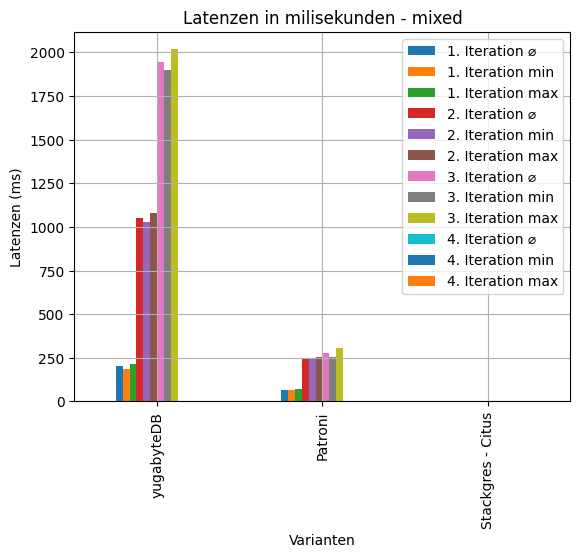 Latenzen in milisekunden - mixed
Latenzen (ms)
2000
1750
1500
1250
1000
750
500
250
0
1. Iteration ⌀
1. Iteration min
1. Iteration max
2. Iteration ⌀
2. Iteration min
2. Iteration max
3. Iteration ⌀
3. Iteration min
3. Iteration max
4. Iteration ⌀
4. Iteration min
4. Iteration max
yugabyteDB
Patroni
Stackgres - Citus
Varianten